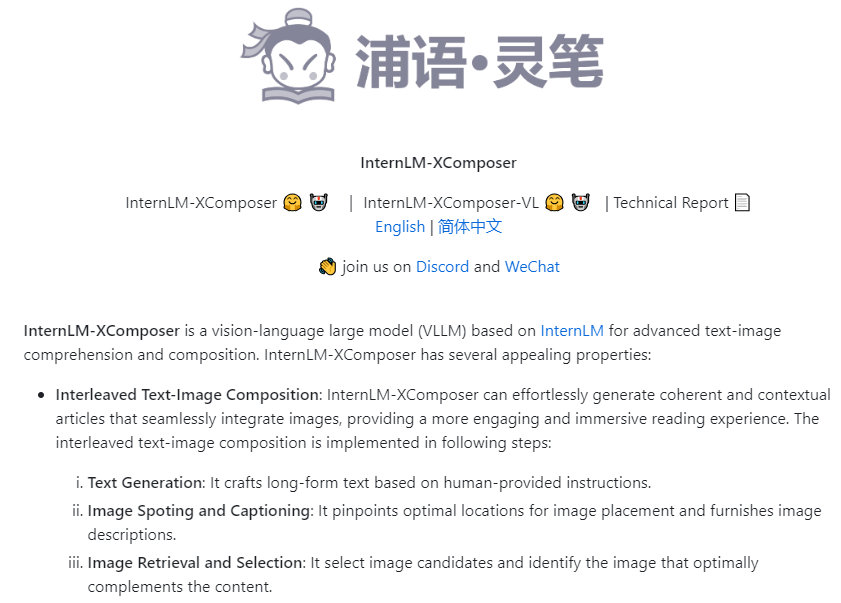 浦语·灵笔
InternLM-XComposer
InternLM-XComposer 🤗 🤖 | InternLM-XComposer-VL 🤗 🤖 | Technical Report 📄
English | 简体中文
👋 join us on Discord and WeChat
InternLM-XComposer is a vision-language large model (VLLM) based on InternLM for advanced text-image
comprehension and composition. InternLM-XComposer has several appealing properties:
• Interleaved Text-Image Composition: InternLM-XComposer can effortlessly generate coherent and contextual
articles that seamlessly integrate images, providing a more engaging and immersive reading experience. The
interleaved text-image composition is implemented in following steps:
i. Text Generation: It crafts long-form text based on human-provided instructions.
ii. Image Spoting and Captioning: It pinpoints optimal locations for image placement and furnishes image
descriptions.
iii. Image Retrieval and Selection: It select image candidates and identify the image that optimally
complements the content.